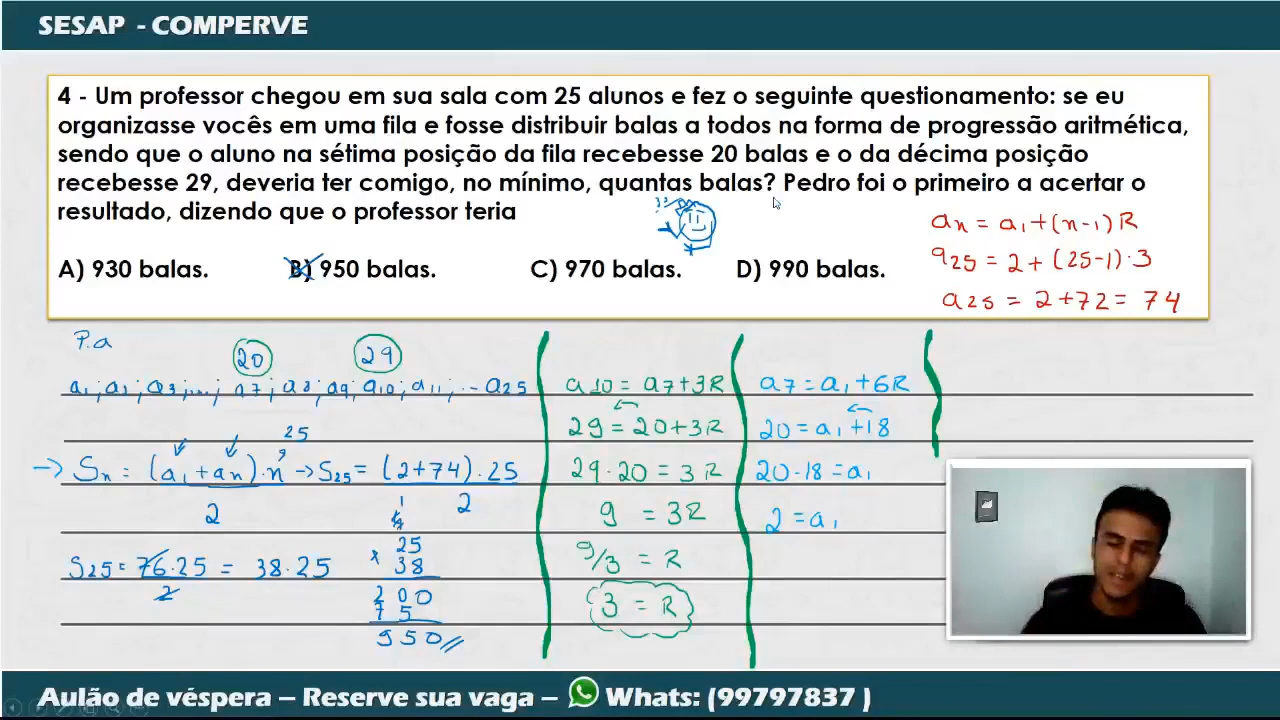 SESAP - COMPERVE
4 - Um professor chegou em sua sala com 25 alunos e fez o seguinte questionamento: se eu
organizasse vocês em uma fila e fosse distribuir balas a todos na forma de progressão aritmética,
sendo que o aluno na sétima posição da fila recebesse 20 balas e o da décima posição
recebesse 29, deveria ter comigo, no mínimo, quantas balas? Pedro foi o primeiro a acertar o
resultado, dizendo que o professor teria
A) 930 balas. B) 950 balas. C) 970 balas. D) 990 balas.
an = a1 + (n-1) R
a25 = 2 + (25-1) · 3
a25 = 2 + 72 = 74
P.a
20 29
a1; a2; a3; ...; a7; a8; a9; a10; a11; ... a25
25
→ Sn = (a1 + an) · n → S25 = (2+74) · 25
2 2
S25 = 76·25 = 38·25
2
25
× 38
200
75
950
a10 = a7 + 3R
29 = 20 + 3R
29 - 20 = 3R
9 = 3R
9/3 = R
3 = R
a7 = a1 + 6R
20 = a1 + 18
20 - 18 = a1
2 = a1
Aulão de véspera – Reserve sua vaga – Whats: (99797837 )